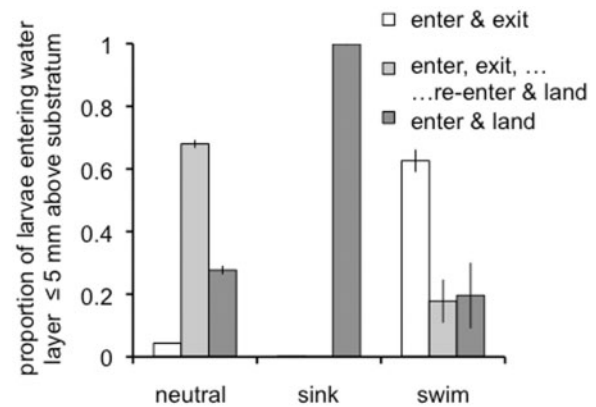 enter & exit
enter, exit, ...
...re-enter & land
enter & land
proportion of larvae entering water
layer ≤ 5 mm above substratum
1
0.8
0.6
0.4
0.2
0
neutral
sink
swim